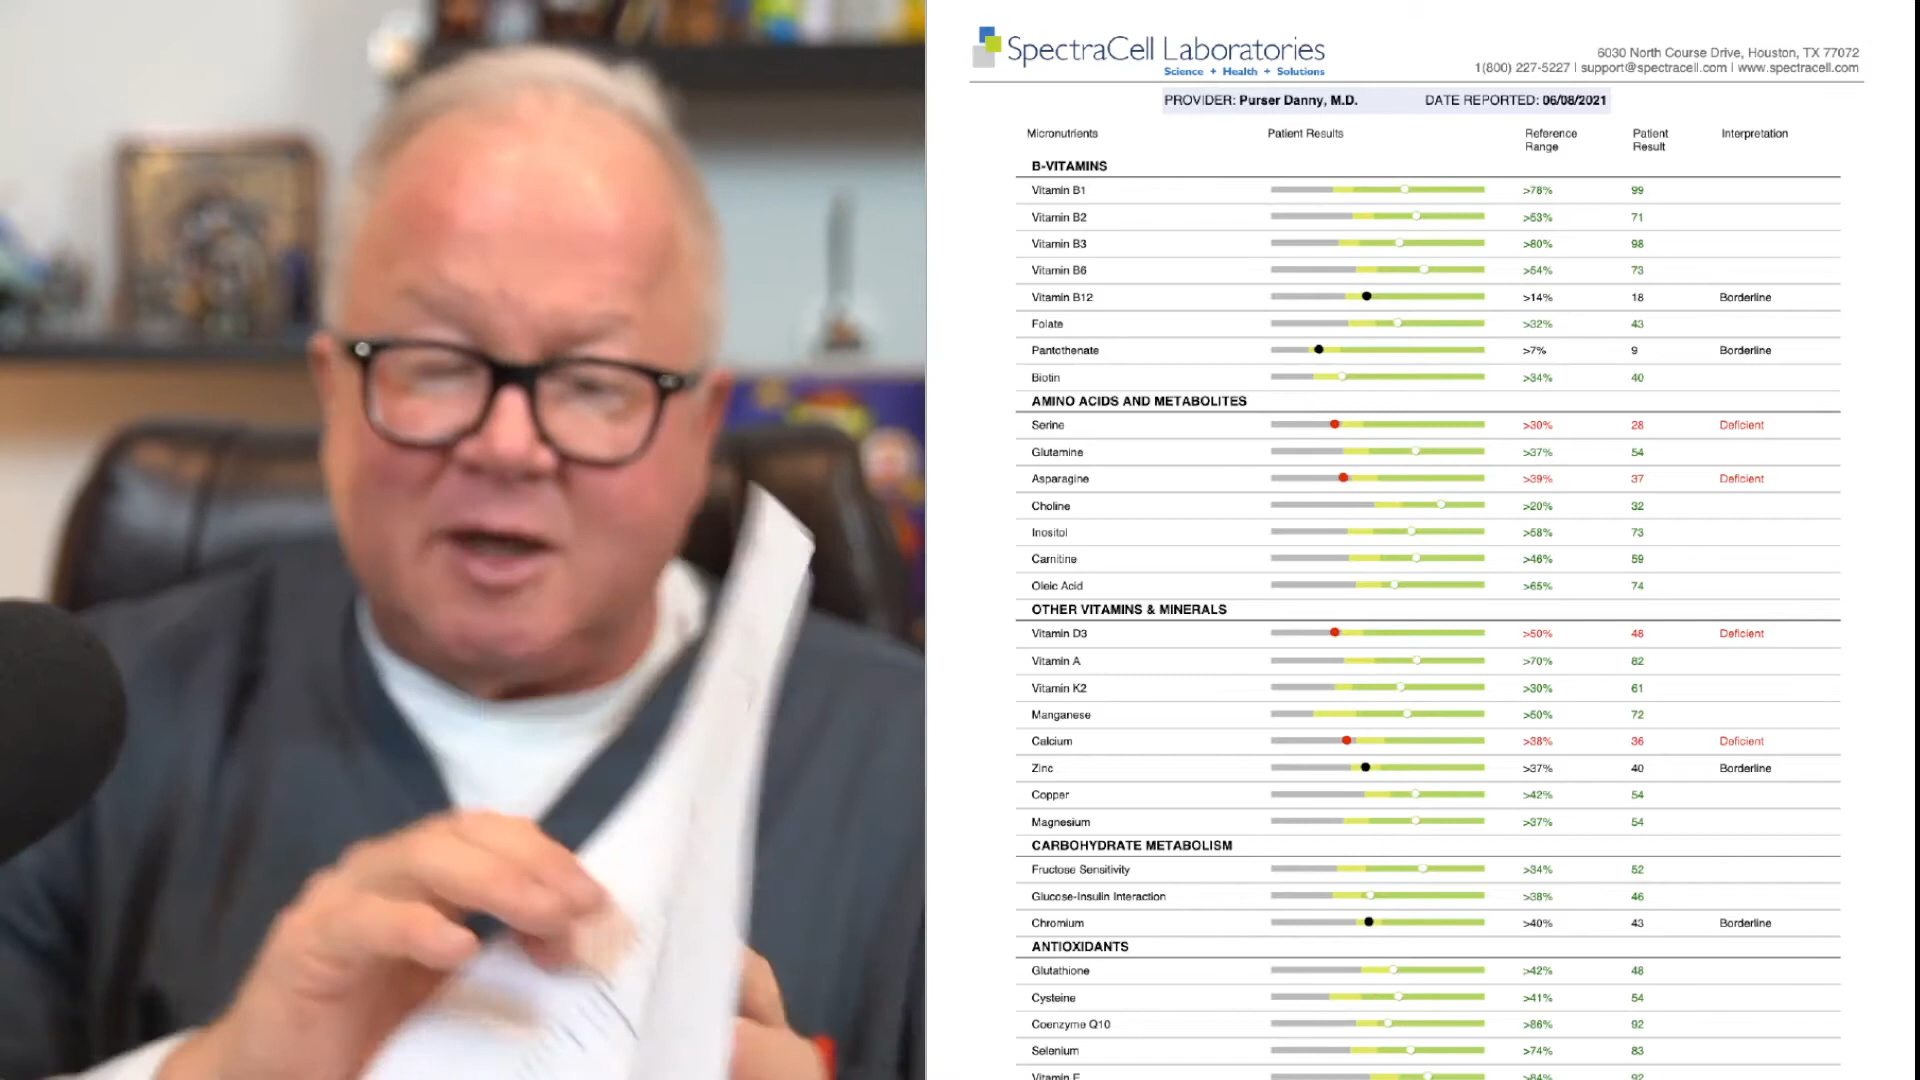 SpectraCell Laboratories
Science + Health + Solutions
6030 North Course Drive, Houston, TX 77072
1(800) 227-5227 | support@spectracell.com | www.spectracell.com
PROVIDER: Purser Danny, M.D. DATE REPORTED: 06/08/2021
Micronutrients Patient Results Reference Range Patient Result Interpretation
B-VITAMINS
Vitamin B1 >78% 99
Vitamin B2 >53% 71
Vitamin B3 >80% 98
Vitamin B6 >54% 73
Vitamin B12 >14% 18 Borderline
Folate >32% 43
Pantothenate >7% 9 Borderline
Biotin >34% 40
AMINO ACIDS AND METABOLITES
Serine >30% 28 Deficient
Glutamine >37% 54
Asparagine >39% 37 Deficient
Choline >20% 32
Inositol >58% 73
Carnitine >46% 59
Oleic Acid >65% 74
OTHER VITAMINS & MINERALS
Vitamin D3 >50% 48 Deficient
Vitamin A >70% 82
Vitamin K2 >30% 61
Manganese >50% 72
Calcium >38% 36 Deficient
Zinc >37% 40 Borderline
Copper >42% 54
Magnesium >37% 54
CARBOHYDRATE METABOLISM
Fructose Sensitivity >34% 52
Glucose-Insulin Interaction >38% 46
Chromium >40% 43 Borderline
ANTIOXIDANTS
Glutathione >42% 48
Cysteine >41% 54
Coenzyme Q10 >86% 92
Selenium >74% 83
Vitamin E >84% 92